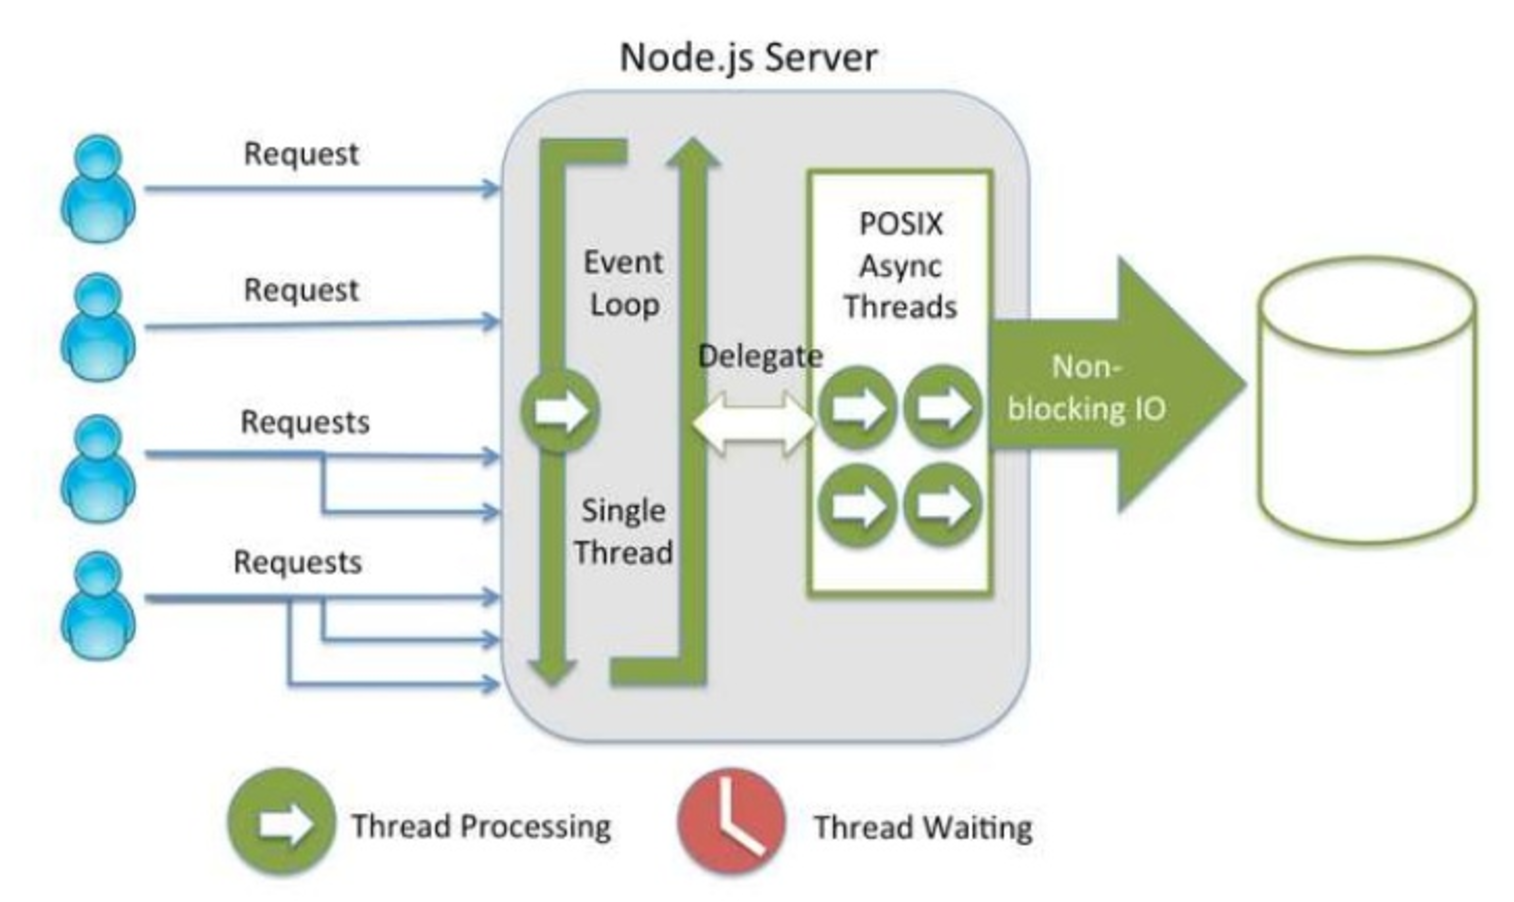 Node.js Server
Request
Request
Requests
Requests
Event
Loop
Single
Thread
Delegate
POSIX
Async
Threads
Non-
blocking IO
Thread Processing
Thread Waiting